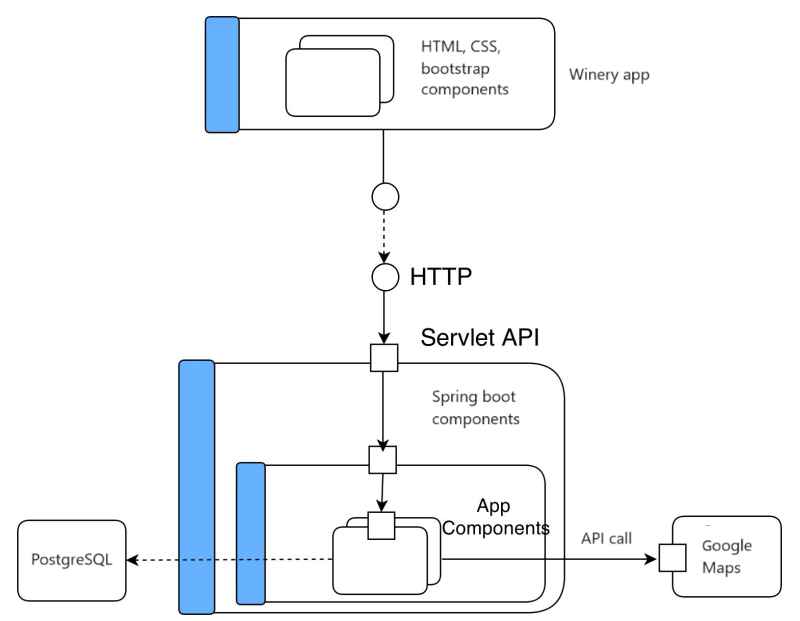 HTML, CSS,
bootstrap
components
Winery app
HTTP
Servlet API
Spring boot
components
App
Components
PostgreSQL
API call
Google
Maps